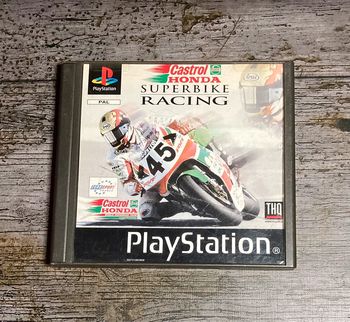 Castrol
HONDA
SUPERBIKE
RACING
PlayStation
PAL
45
Castrol
HONDA
THQ
PlayStation®